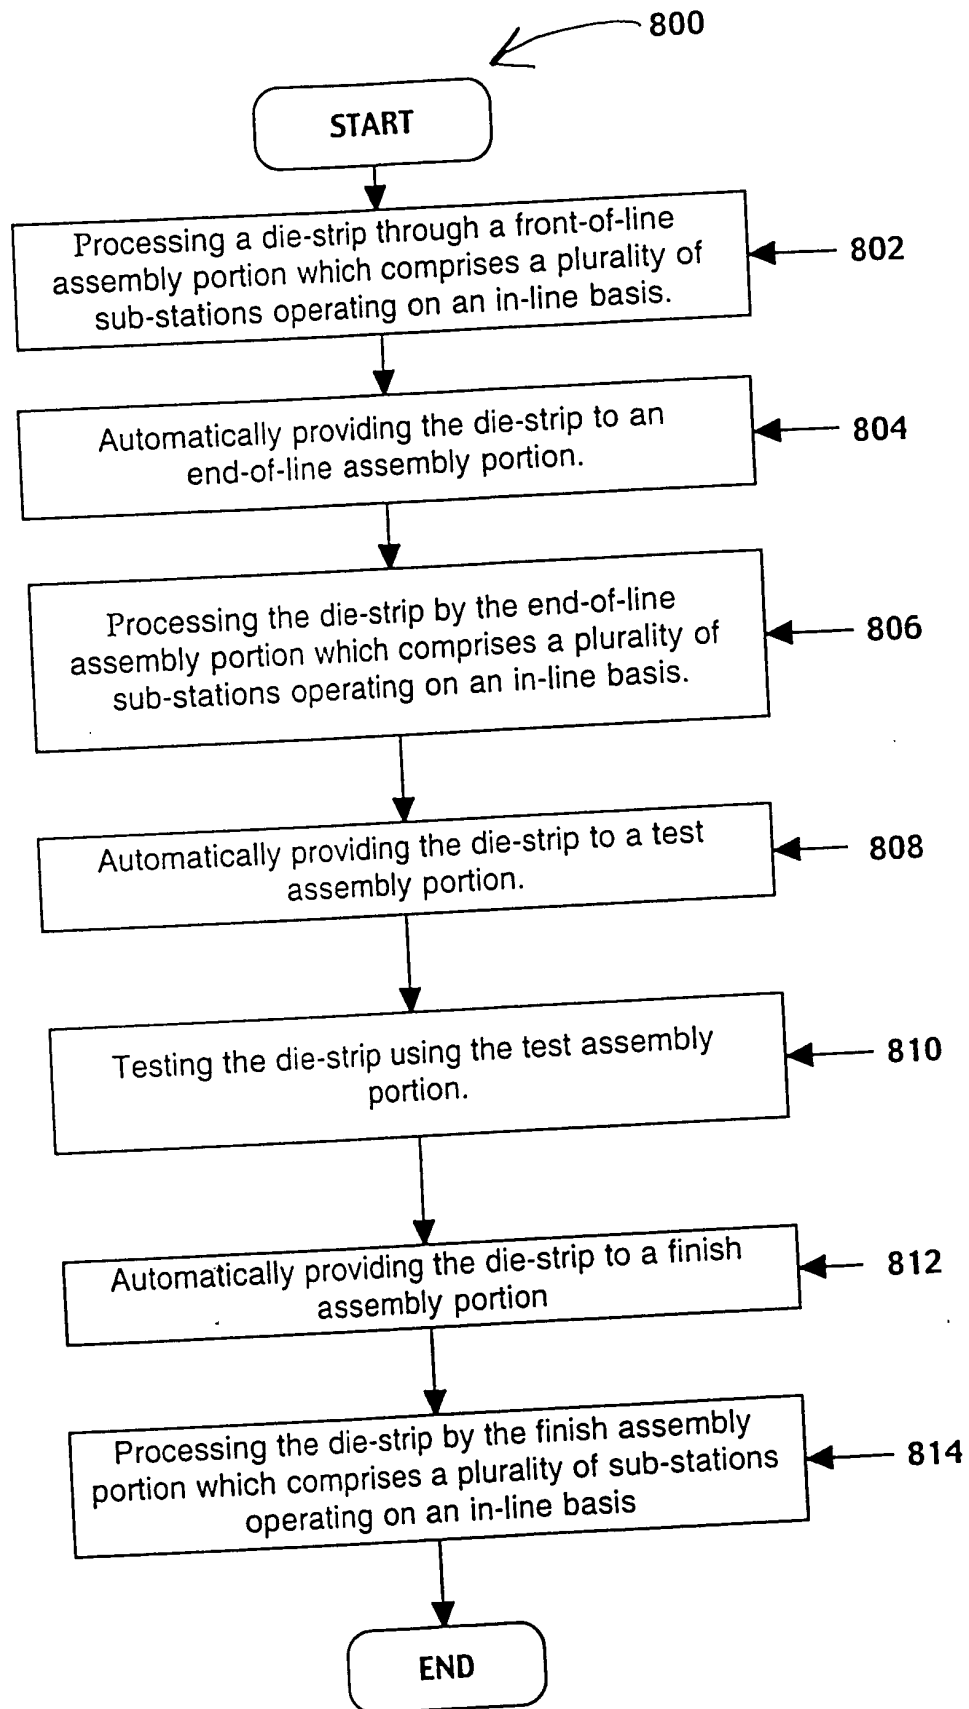 800
START
Processing a die-strip through a front-of-line
assembly portion which comprises a plurality of
sub-stations operating on an in-line basis.
802
Automatically providing the die-strip to an
end-of-line assembly portion.
804
Processing the die-strip by the end-of-line
assembly portion which comprises a plurality of
sub-stations operating on an in-line basis.
806
Automatically providing the die-strip to a test
assembly portion.
808
Testing the die-strip using the test assembly
portion.
810
Automatically providing the die-strip to a finish
assembly portion
812
Processing the die-strip by the finish assembly
portion which comprises a plurality of sub-stations
operating on an in-line basis
814
END